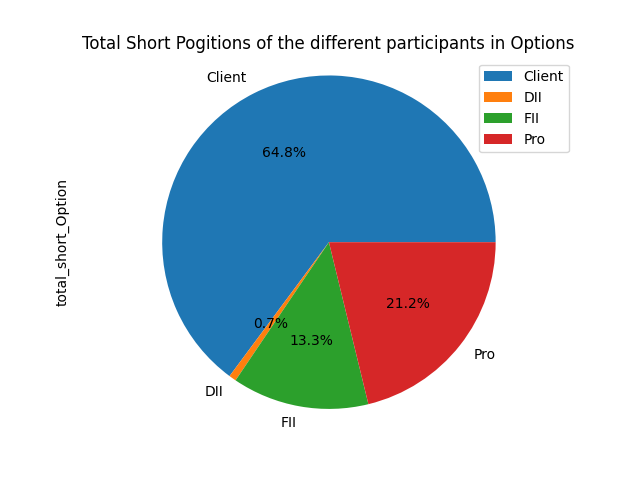 Total Short Pogitions of the different participants in Options
Client
Client
DII
FII
Pro
64.8%
total_short_Option
0.7%
21.2%
13.3%
Pro
DII
FII